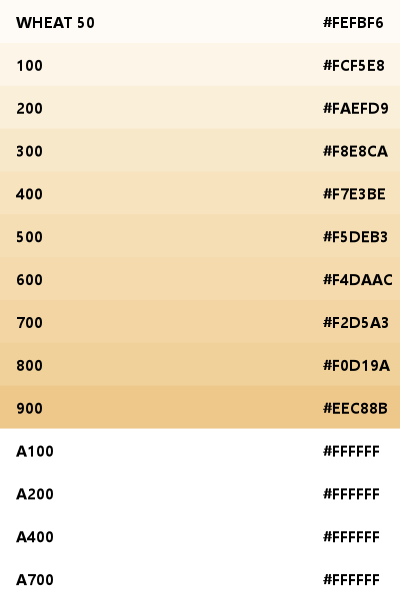 WHEAT 50 #FEFBF6
100 #FCF5E8
200 #FAEFD9
300 #F8E8CA
400 #F7E3BE
500 #F5DEB3
600 #F4DAAC
700 #F2D5A3
800 #F0D19A
900 #EEC88B
A100 #FFFFFF
A200 #FFFFFF
A400 #FFFFFF
A700 #FFFFFF